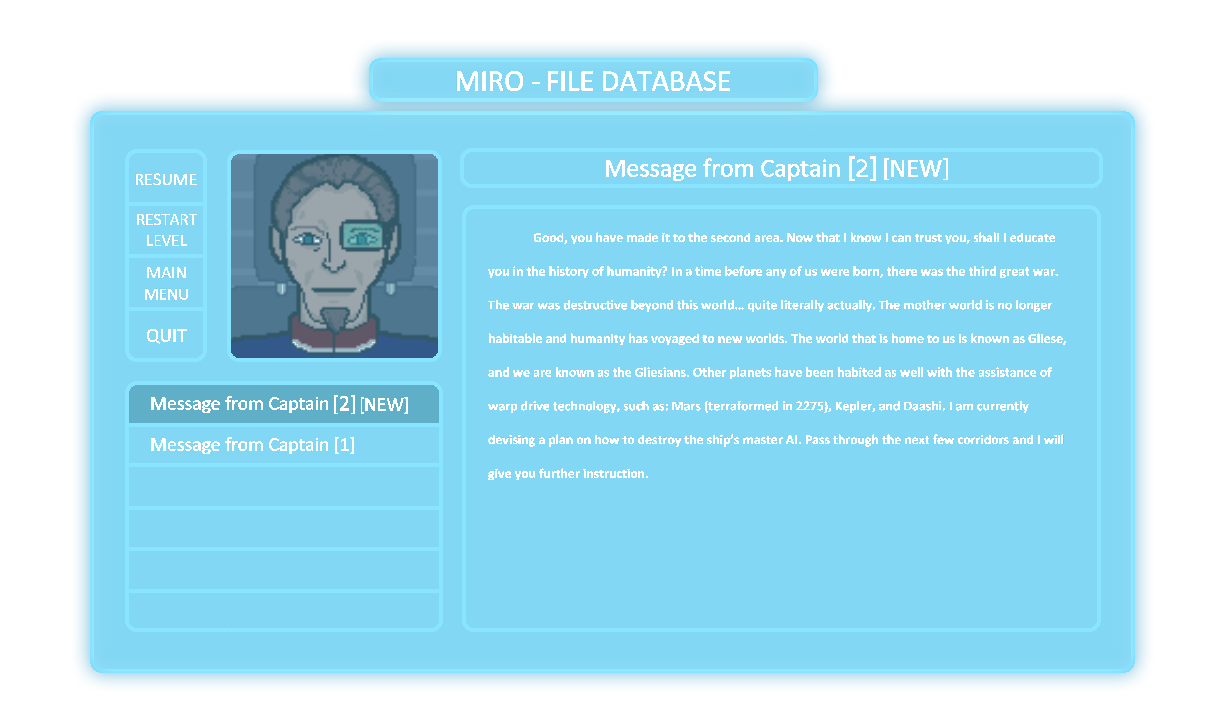 MIRO - FILE DATABASE
RESUME
RESTART
LEVEL
MAIN
MENU
QUIT
Message from Captain [2] [NEW]
Message from Captain [1]
Message from Captain [2] [NEW]
Good, you have made it to the second area. Now that I know I can trust you, shall I educate
you in the history of humanity? In a time before any of us were born, there was the third great war.
The war was destructive beyond this world... quite literally actually. The mother world is no longer
habitable and humanity has voyaged to new worlds. The world that is home to us is known as Gliese,
and we are known as the Gliesians. Other planets have been habited as well with the assistance of
warp drive technology, such as: Mars (terraformed in 2275), Kepler, and Daashi. I am currently
devising a plan on how to destroy the ship's master AI. Pass through the next few corridors and I will
give you further instruction.